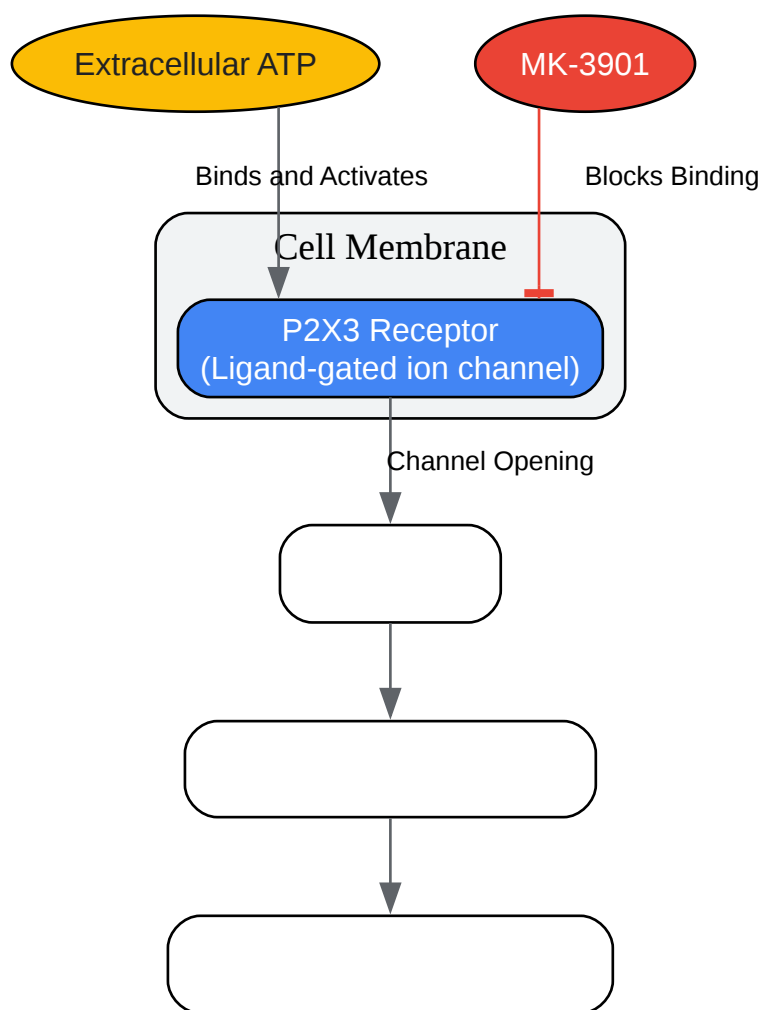 Extracellular ATP
MK-3901
Binds and Activates
Blocks Binding
Cell Membrane
P2X3 Receptor
(Ligand-gated ion channel)
Channel Opening